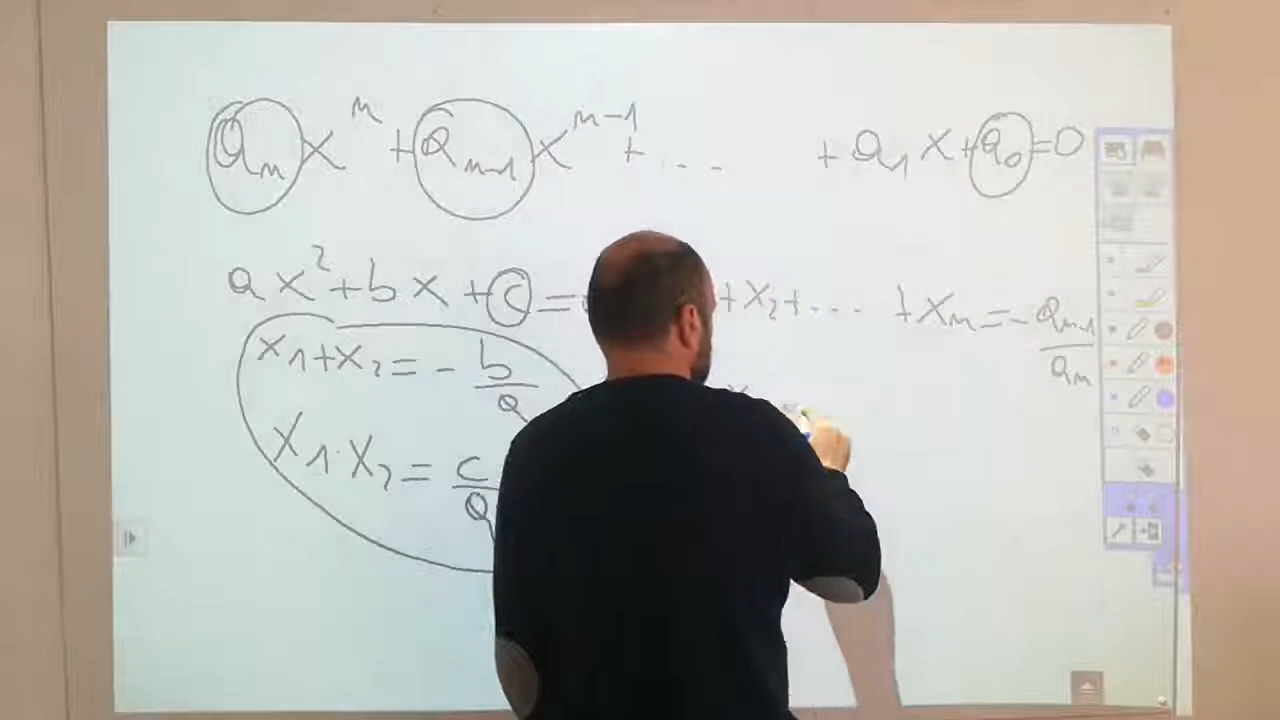 aₙxⁿ + aₙ₋₁xⁿ⁻¹ + ... + a₁x + a₀ = 0
ax² + bx + c = + x₂ + ... + xₙ = - aₙ₋₁/aₙ
x₁ + x₂ = - b/a
x₁ · x₂ = c/a